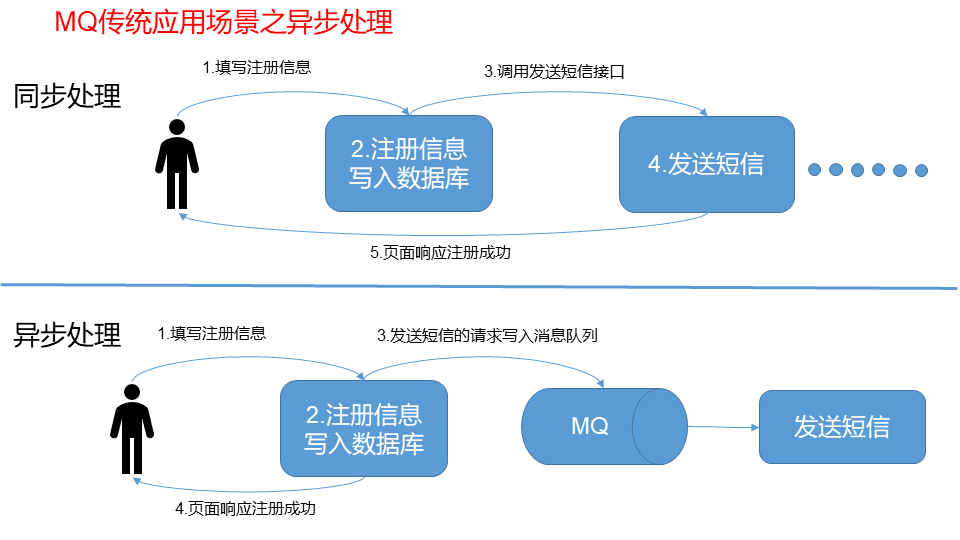 MQ传统应用场景之异步处理
同步处理
1.填写注册信息
3.调用发送短信接口
2.注册信息
写入数据库
4.发送短信
5.页面响应注册成功
异步处理
1.填写注册信息
3.发送短信的请求写入消息队列
2.注册信息
写入数据库
MQ
发送短信
4.页面响应注册成功